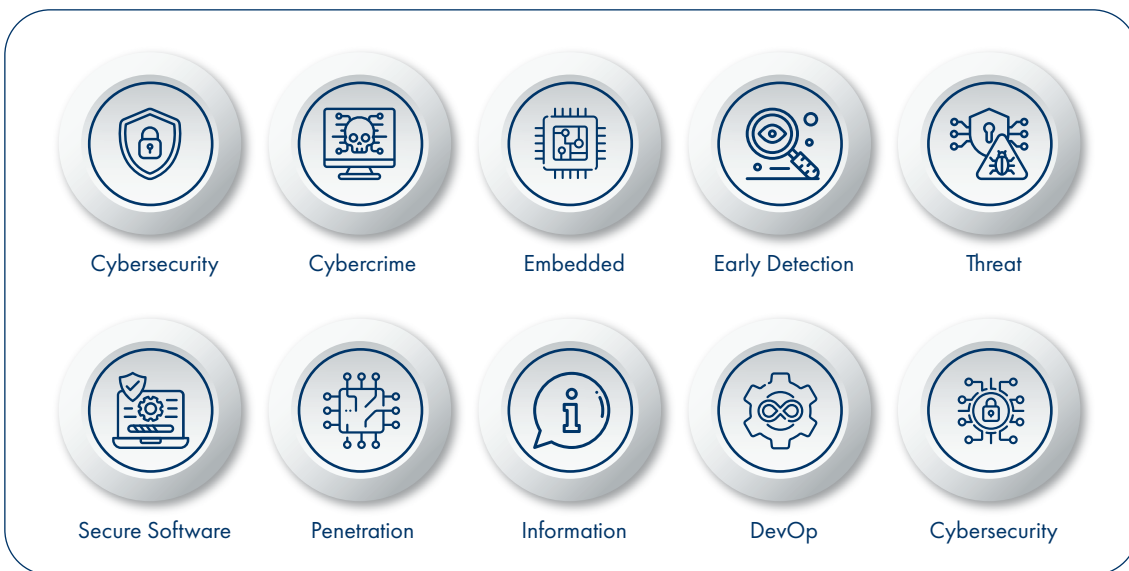 Cybersecurity
Cybercrime
Embedded
Early Detection
Threat
Secure Software
Penetration
Information
DevOp
Cybersecurity